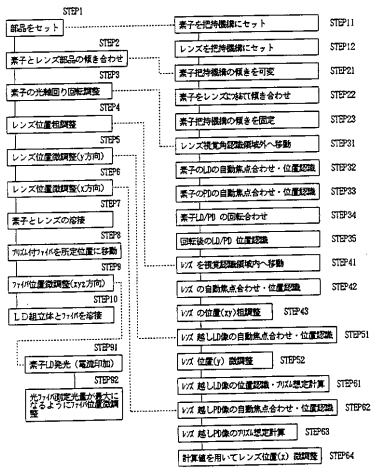 STEP1
部品をセット
STEP2
素子とレンズ部品の傾き合わせ
STEP3
素子の光軸回り回転調整
STEP4
レンズ位置粗調整
STEP5
レンズ位置微調整(y方向)
STEP6
レンズ位置微調整(x方向)
STEP7
素子とレンズの溶接
STEP8
プリズム付ファイバを所定位置に移動
STEP9
ファイバ位置微調整(xyz方向)
STEP10
LD組立体とファイバを溶接
STEP91
素子LD発光(電流印加)
STEP92
光ファイバ測定光量が最大に
なるようにファイバ位置微調
整
素子を把持機構にセット STEP11
レンズを把持機構にセット STEP12
素子把持機構の傾きを可変 STEP21
素子をレンズに当て傾き合わせ STEP22
素子把持機構の傾きを固定 STEP23
レンズ視覚角認識領域外へ移動 STEP31
素子のLDの自動焦点合わせ・位置認識 STEP32
素子のPDの自動焦点合わせ・位置認識 STEP33
素子LD/PD の回転合わせ STEP34
回転後のLD/PD 位置認識 STEP35
レンズ を視覚認識領域内へ移動 STEP41
レンズ の自動焦点合わせ・位置認識 STEP42
レンズ の位置(xy)粗調整 STEP43
レンズ 越しLD像の自動焦点合わせ・位置認識 STEP51
レンズ 位置(y) 微調整 STEP52
レンズ 越しLD像の位置認識・プリズム想定計算 STEP61
レンズ 越しPD像の自動焦点合わせ・位置認識 STEP62
レンズ 越しPD像のプリズム想定計算 STEP63
計算値を用いてレンズ位置(x) 微調整 STEP64